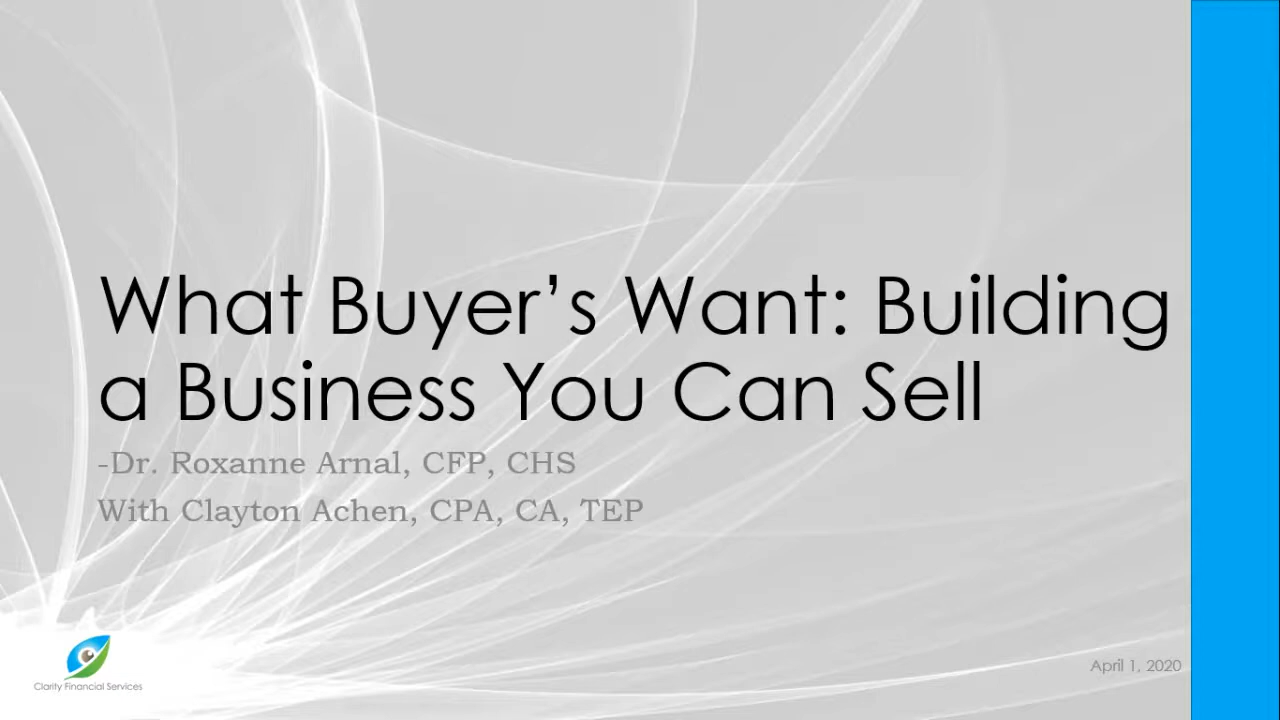 What Buyer’s Want: Building
a Business You Can Sell
-Dr. Roxanne Arnal, CFP, CHS
With Clayton Achen, CPA, CA, TEP
Clarity Financial Services
April 1, 2020